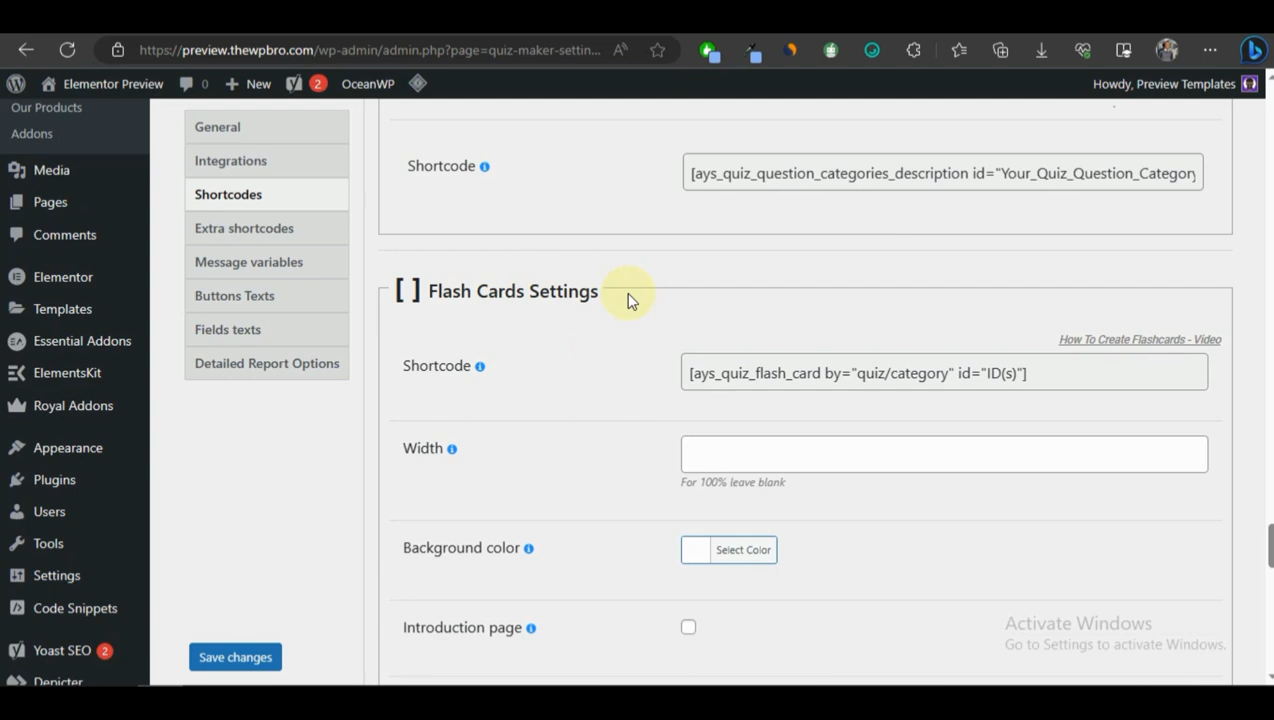 https://preview.thewpbro.com/wp-admin/admin.php?page=quiz-maker-settin...
Elementor Preview
0
New
2
OceanWP
Howdy, Preview Templates
Our Products
Addons
Media
Pages
Comments
Elementor
Templates
Essential Addons
ElementsKit
Royal Addons
Appearance
Plugins
Users
Tools
Settings
Code Snippets
Yoast SEO 2
Depicter
General
Integrations
Shortcodes
Extra shortcodes
Message variables
Buttons Texts
Fields texts
Detailed Report Options
Save changes
Shortcode
[ays_quiz_question_categories_description id="Your_Quiz_Question_Category
[ ] Flash Cards Settings
How To Create Flashcards - Video
Shortcode
[ays_quiz_flash_card by="quiz/category" id="ID(s)"]
Width
For 100% leave blank
Background color
Select Color
Introduction page
Activate Windows
Go to Settings to activate Windows.